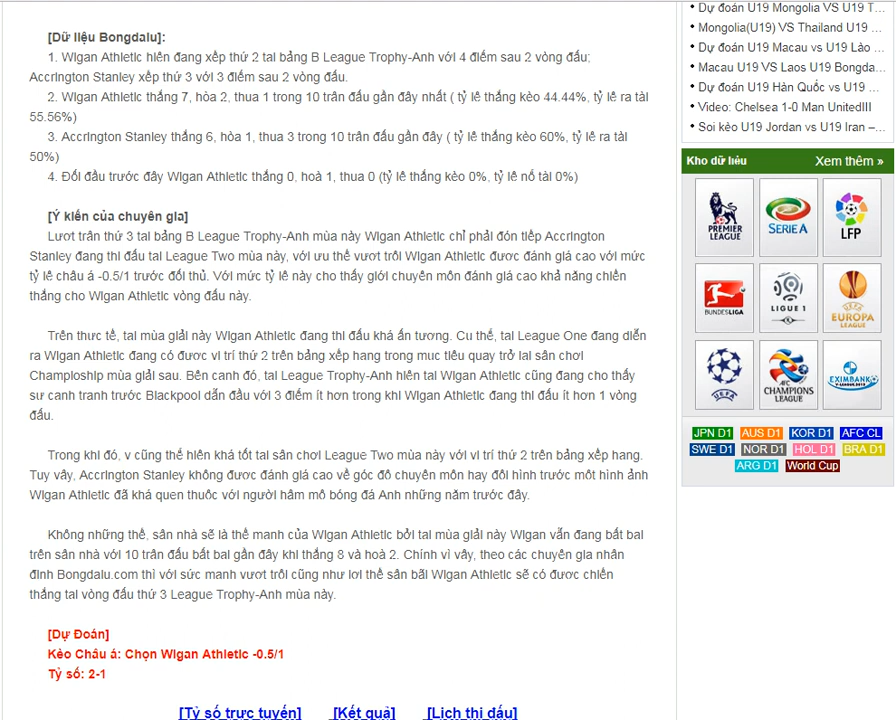 [Dữ liệu Bongdalu]:
1. Wigan Athletic hiện đang xếp thứ 2 tại bảng B League Trophy-Anh với 4 điểm sau 2 vòng đấu;
Accrington Stanley xếp thứ 3 với 3 điểm sau 2 vòng đấu.
2. Wigan Athletic thắng 7, hòa 2, thua 1 trong 10 trận đấu gần đây nhất ( tỷ lê thắng kèo 44.44%, tỷ lê ra tài
55.56%)
3. Accrington Stanley thắng 6, hòa 1, thua 3 trong 10 trận đấu gần đây ( tỷ lê thắng kèo 60%, tỷ lê ra tài
50%)
4. Đối đầu trước đây Wigan Athletic thắng 0, hoà 1, thua 0 (tỷ lê thắng kèo 0%, tỷ lê nổ tài 0%)
[Ý kiến của chuyên gia]
Lượt trận thứ 3 tại bảng B League Trophy-Anh mùa này Wigan Athletic chỉ phải đón tiếp Accrington
Stanley đang thi đấu tại League Two mùa này, với ưu thế vượt trội Wigan Athletic được đánh giá cao với mức
tỷ lê châu á -0.5/1 trước đối thủ. Với mức tỷ lê này cho thấy giới chuyên môn đánh giá cao khả năng chiến
thắng cho Wigan Athletic vòng đấu này.
Trên thực tế, tại mùa giải này Wigan Athletic đang thi đấu khá ấn tượng. Cụ thể, tại League One đang diễn
ra Wigan Athletic đang có được vị trí thứ 2 trên bảng xếp hạng trong mục tiêu quay trở lại sân chơi
Championship mùa giải sau. Bên cạnh đó, tại League Trophy-Anh hiện tại Wigan Athletic cũng đang cho thấy
sự cạnh tranh trước Blackpool dẫn đầu với 3 điểm ít hơn trong khi Wigan Athletic đang thi đấu ít hơn 1 vòng
đấu.
Trong khi đó, v cũng thể hiện khá tốt tại sân chơi League Two mùa này với vị trí thứ 2 trên bảng xếp hạng.
Tuy vậy, Accrington Stanley không được đánh giá cao về góc độ chuyên môn hay đội hình trước một hình ảnh
Wigan Athletic đã khá quen thuộc với người hâm mộ bóng đá Anh những năm trước đây.
Không những thế, sân nhà sẽ là thế mạnh của Wigan Athletic bởi tại mùa giải này Wigan vẫn đang bất bại
trên sân nhà với 10 trận đấu bất bại gần đây khi thắng 8 và hoà 2. Chính vì vậy, theo các chuyên gia nhận
định Bongdalu.com thì với sức mạnh vượt trội cũng như lợi thế sân bãi Wigan Athletic sẽ có được chiến
thắng tại vòng đấu thứ 3 League Trophy-Anh mùa này.
[Dự Đoán]
Kèo Châu á: Chọn Wigan Athletic -0.5/1
Tỷ số: 2-1
[Tỷ số trực tuyến] [Kết quả] [Lịch thi đấu]
Dự đoán U19 Mongolia VS U19 T...
Mongolia(U19) VS Thailand U19 ...
Dự đoán U19 Macau vs U19 Lào ...
Macau U19 VS Laos U19 Bongda...
Dự đoán U19 Hàn Quốc vs U19 ...
Video: Chelsea 1-0 Man UnitedIII
Soi kèo U19 Jordan vs U19 Iran –...
Kho dữ liệu Xem thêm »
PREMIER LEAGUE
SERIE A
LFP
BUNDESLIGA
LIGUE 1
UEFA EUROPA LEAGUE
UEFA
AFC CHAMPIONS LEAGUE
EXIMBANK
JPN D1 AUS D1 KOR D1 AFC CL
SWE D1 NOR D1 HOL D1 BRA D1
ARG D1 World Cup